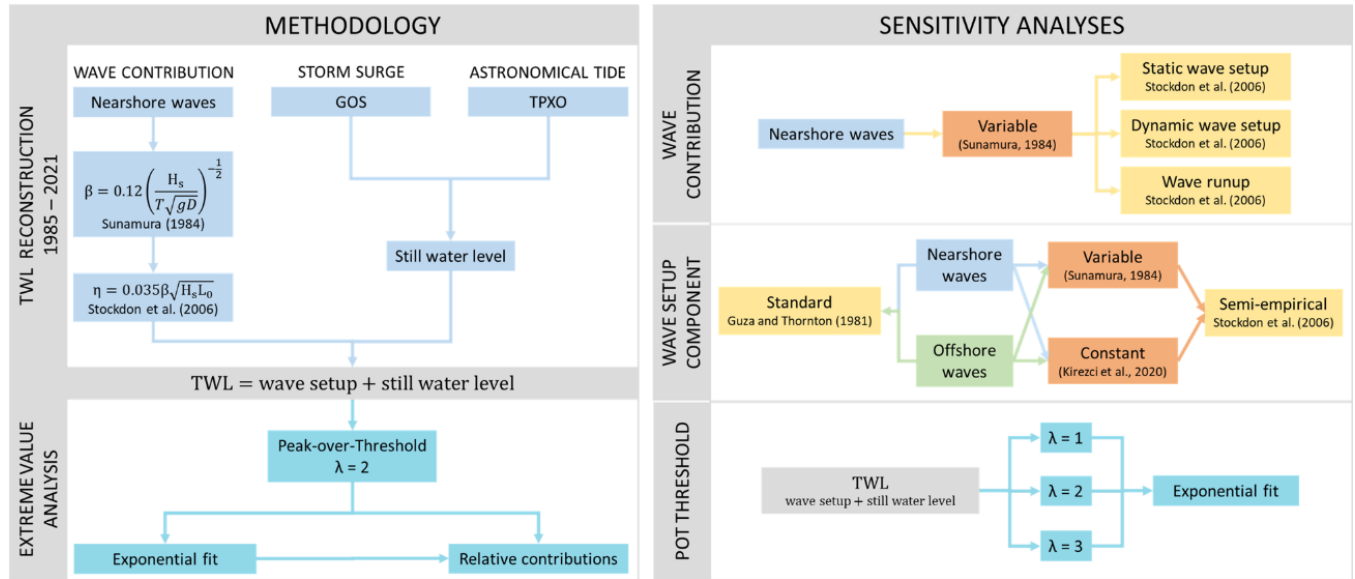 METHODOLOGY
TWL RECONSTRUCTION
1985 – 2021
WAVE CONTRIBUTION
STORM SURGE
ASTRONOMICAL TIDE
Nearshore waves
GOS
TPXO
β = 0.12 (H_s / T√gD)^(-1/2)
Sunamura (1984)
Still water level
η = 0.035β√H_sL_0
Stockdon et al. (2006)
TWL = wave setup + still water level
EXTREME VALUE
ANALYSIS
Peak-over-Threshold
λ = 2
Exponential fit
Relative contributions
SENSITIVITY ANALYSES
WAVE
CONTRIBUTION
Nearshore waves
Variable
(Sunamura, 1984)
Static wave setup
Stockdon et al. (2006)
Dynamic wave setup
Stockdon et al. (2006)
Wave runup
Stockdon et al. (2006)
WAVE SETUP
COMPONENT
Standard
Guza and Thornton (1981)
Nearshore
waves
Offshore
waves
Variable
(Sunamura, 1984)
Constant
(Kirezci et al., 2020)
Semi-empirical
Stockdon et al. (2006)
POT THRESHOLD
TWL
wave setup + still water level
λ = 1
λ = 2
λ = 3
Exponential fit